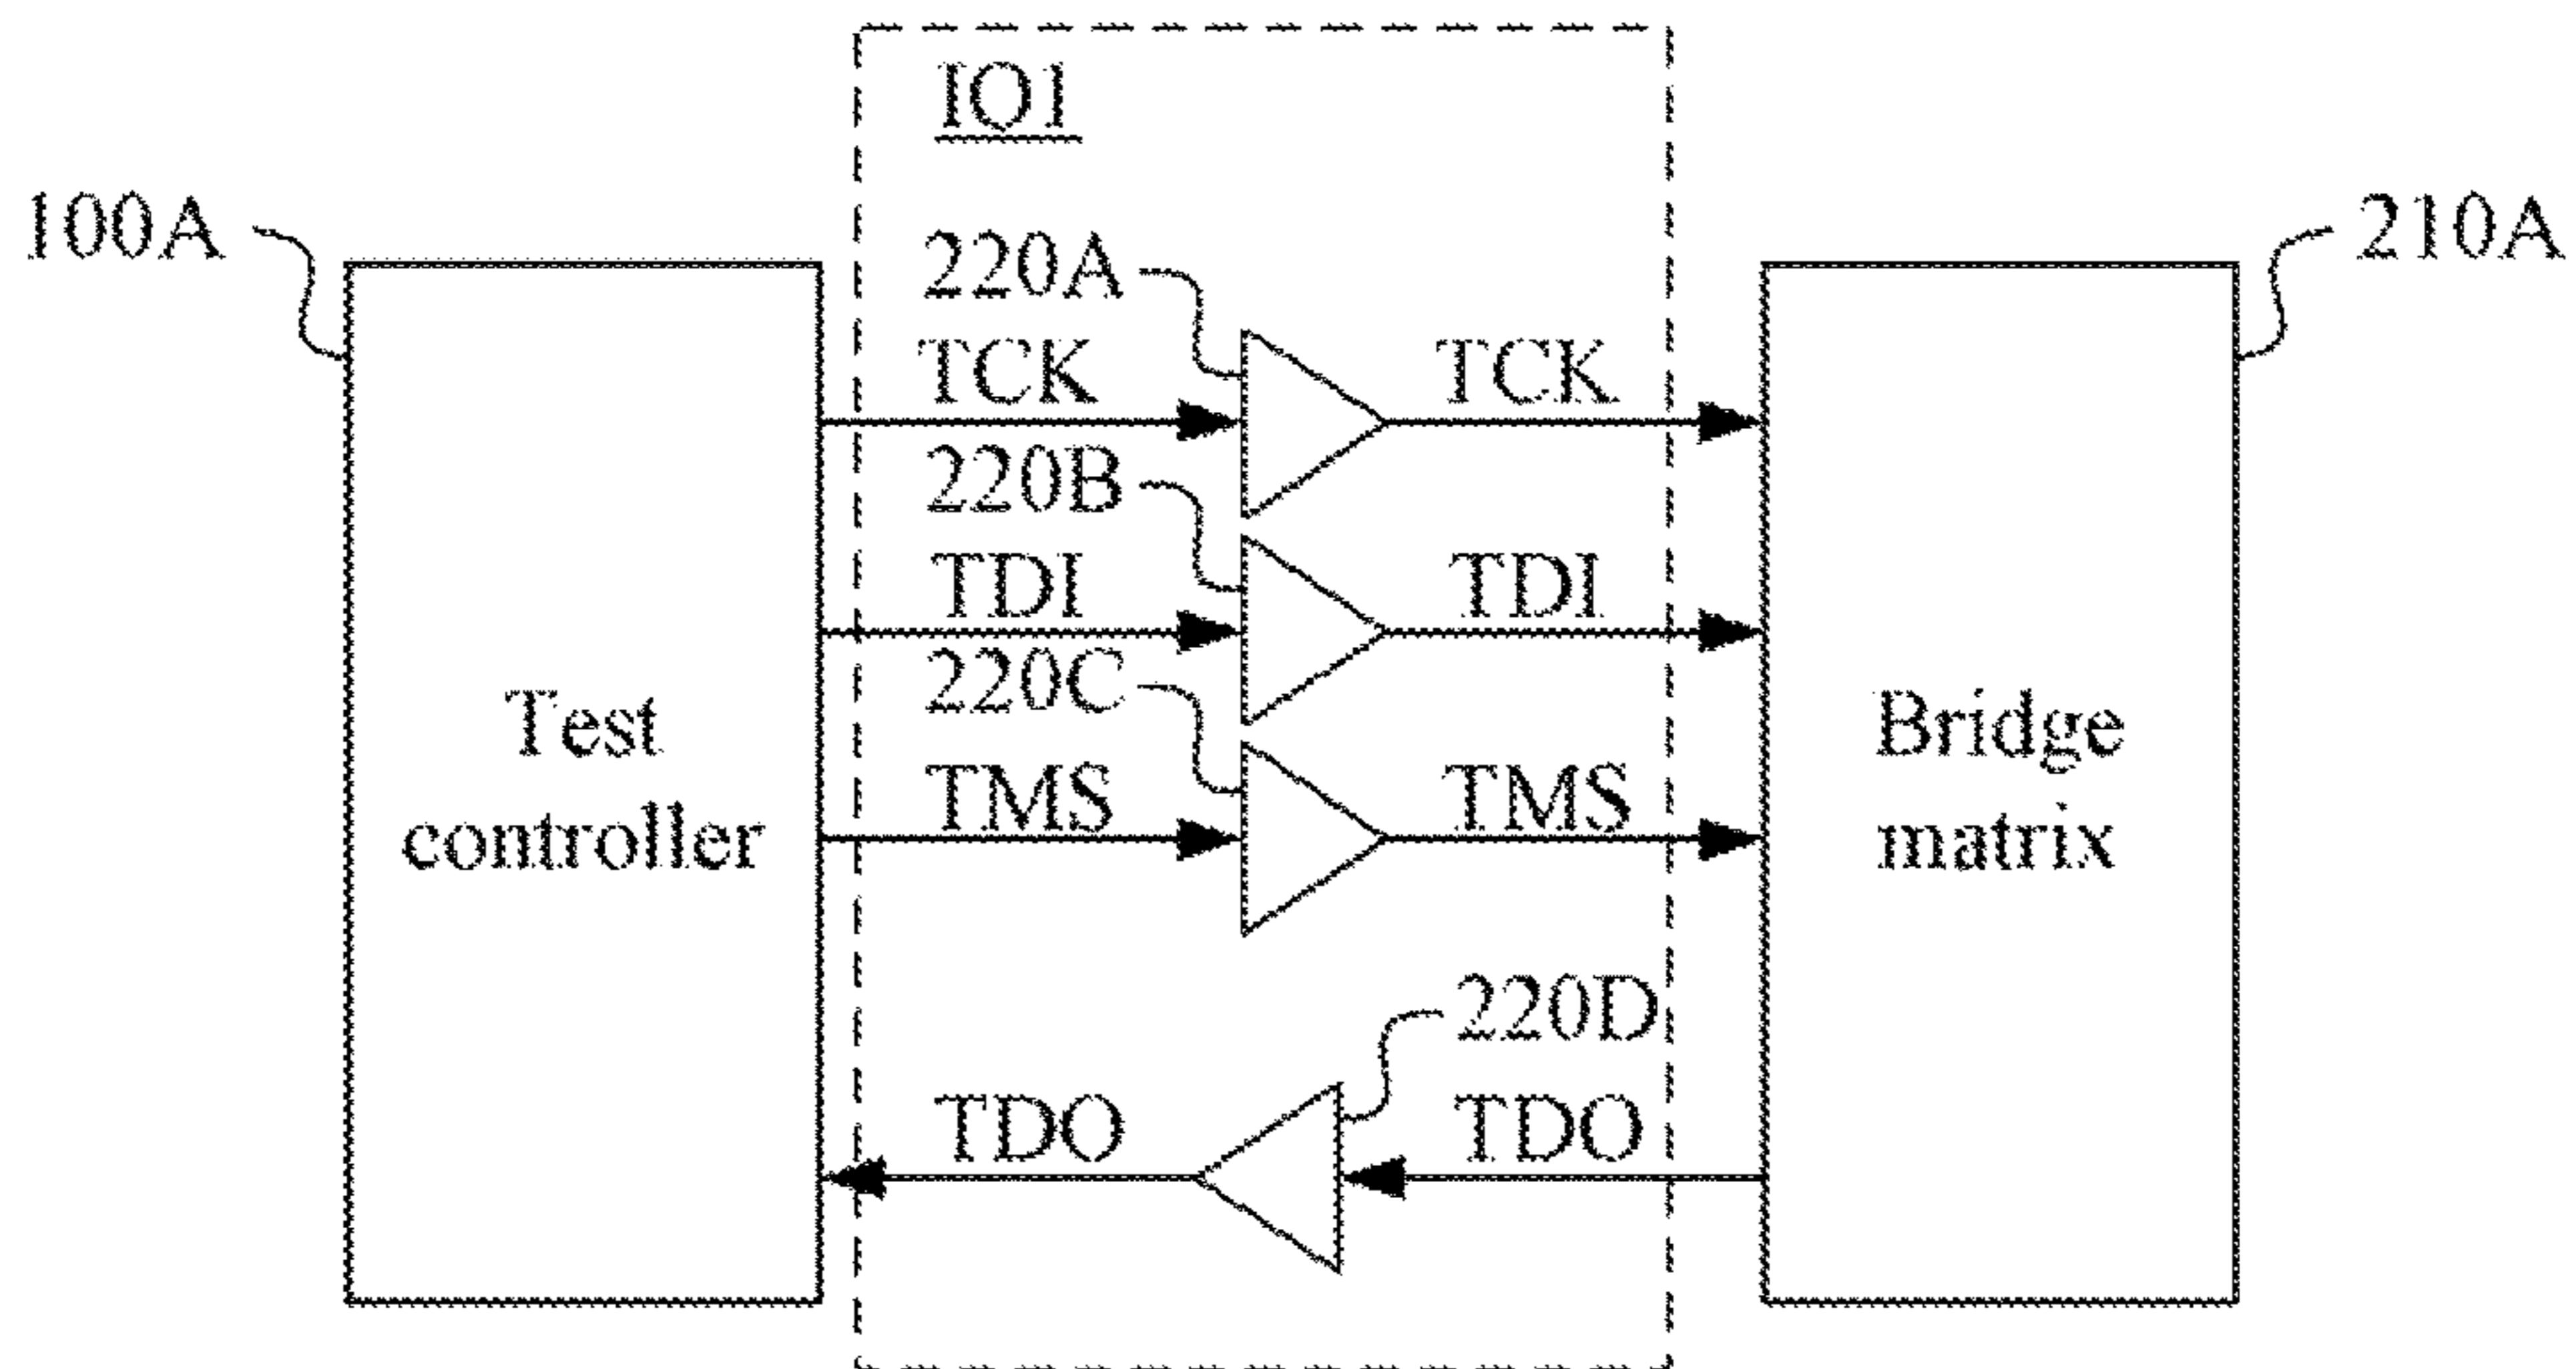 IO1
100A
210A
220A
TCK
TCK
220B
TDI
TDI
220C
TMS
TMS
Test
controller
Bridge
matrix
220D
TDO
TDO